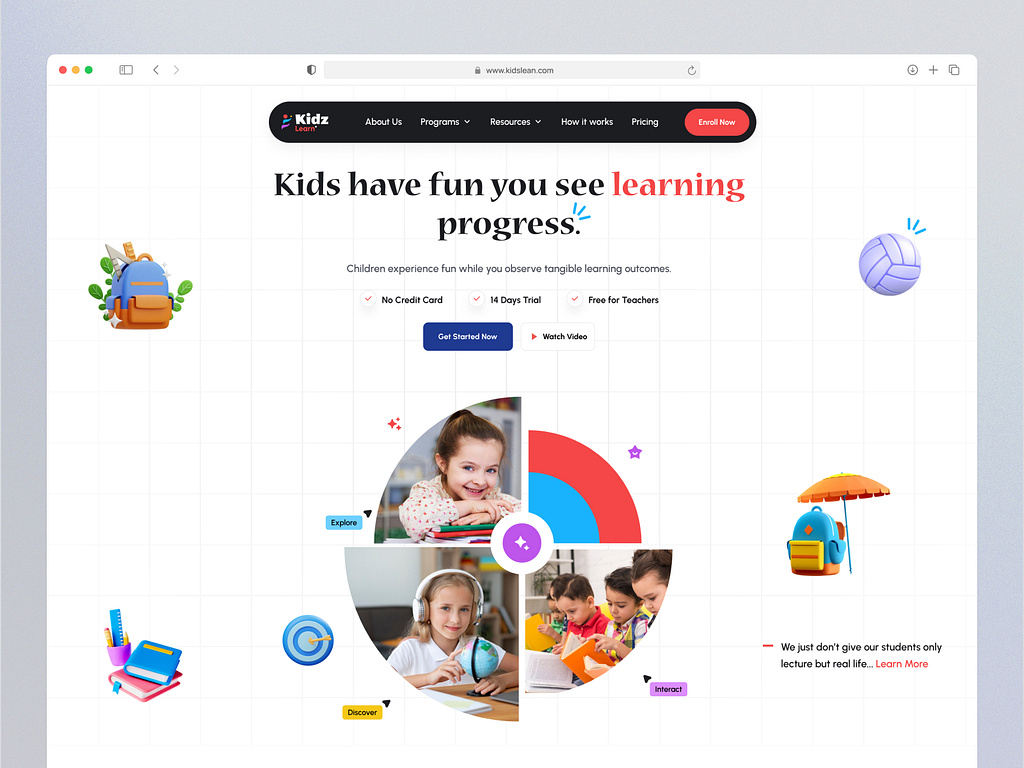 www.kidslean.com
Kidz
Learn
About Us
Programs
Resources
How it works
Pricing
Enroll Now
Kids have fun you see learning
progress.
Children experience fun while you observe tangible learning outcomes.
No Credit Card
14 Days Trial
Free for Teachers
Get Started Now
Watch Video
Explore
Discover
Interact
We just don't give our students only
lecture but real life... Learn More